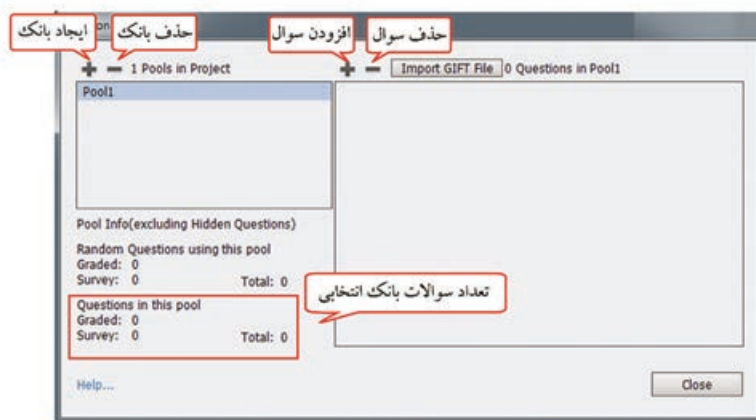 ایجاد بانک
حذف بانک
افزودن سوال
حذف سوال
1 Pools in Project
Import GIFT File
0 Questions in Pool1
Pool1
Pool Info(excluding Hidden Questions)
Random Questions using this pool
Graded: 0
Survey: 0 Total: 0
تعداد سوالات بانک انتخابی
Questions in this pool
Graded: 0
Survey: 0 Total: 0
Help...
Close